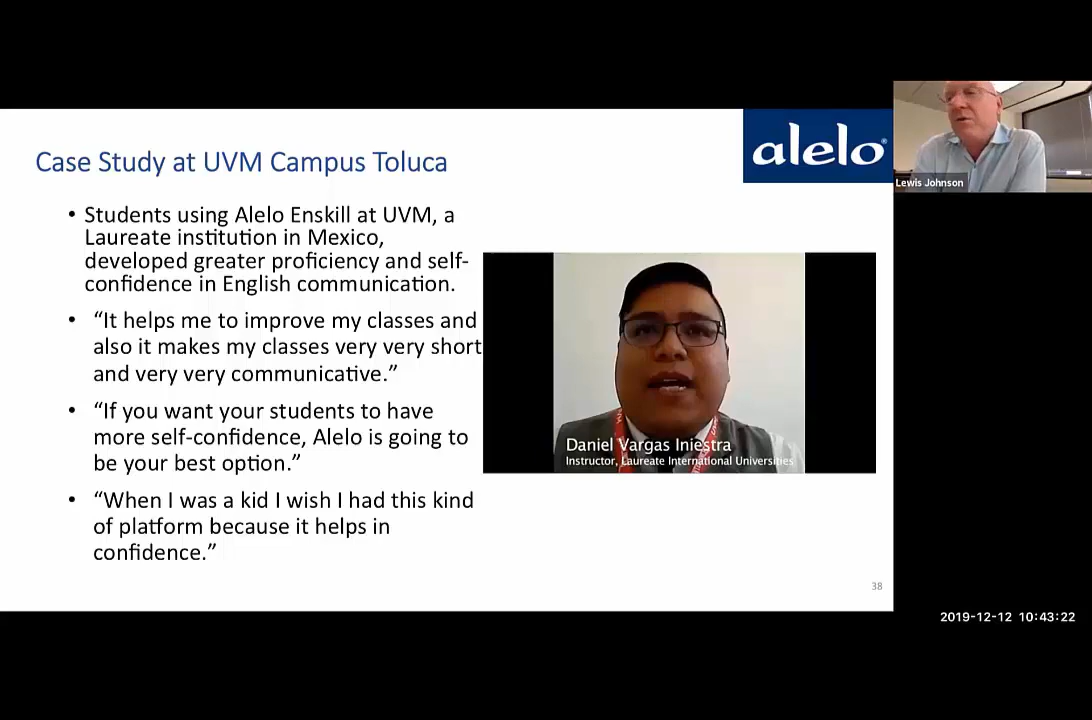 Case Study at UVM Campus Toluca
alelo®
Lewis Johnson
• Students using Alelo Enskill at UVM, a
Laureate institution in Mexico,
developed greater proficiency and self-
confidence in English communication.
• “It helps me to improve my classes and
also it makes my classes very very short
and very very communicative.”
• “If you want your students to have
more self-confidence, Alelo is going to
be your best option.”
• “When I was a kid I wish I had this kind
of platform because it helps in
confidence.”
Daniel Vargas Iniestra
Instructor, Laureate International Universities
38
2019-12-12 10:43:22